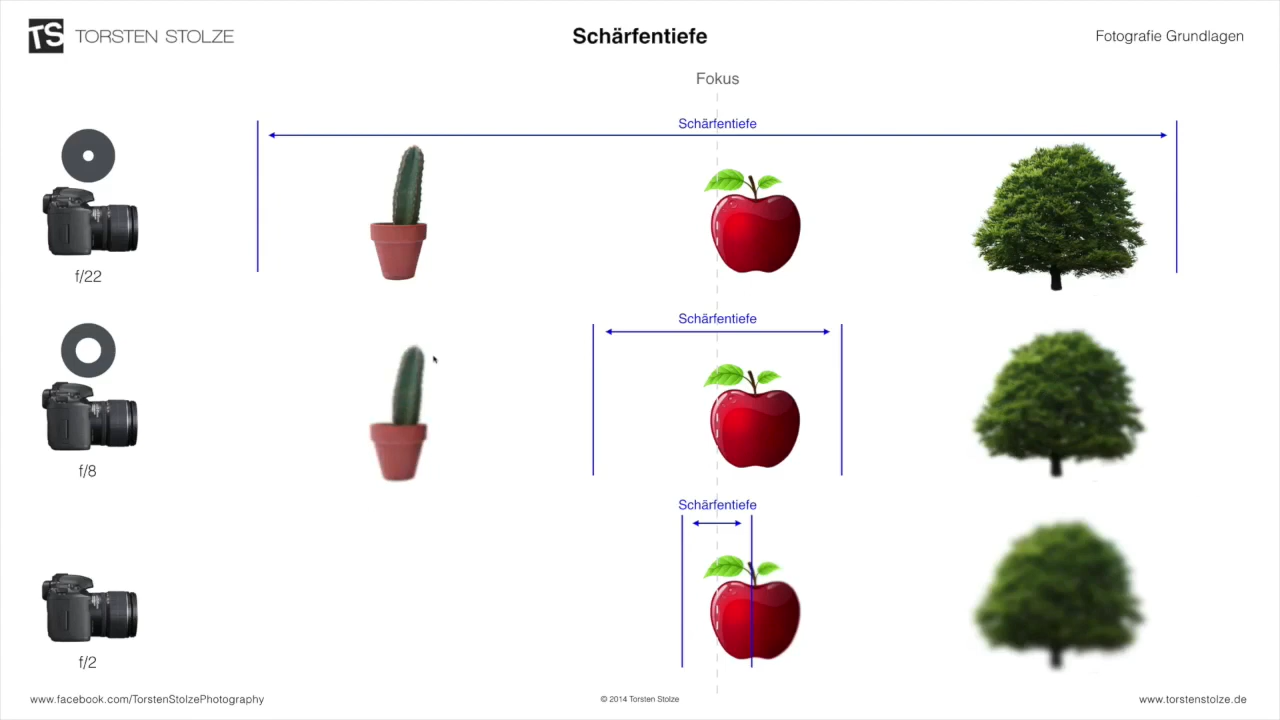 TS TORSTEN STOLZE
Schärfentiefe
Fotografie Grundlagen
Fokus
Schärfentiefe
f/22
Schärfentiefe
f/8
Schärfentiefe
f/2
www.facebook.com/TorstenStolzePhotography
© 2014 Torsten Stolze
www.torstenstolze.de